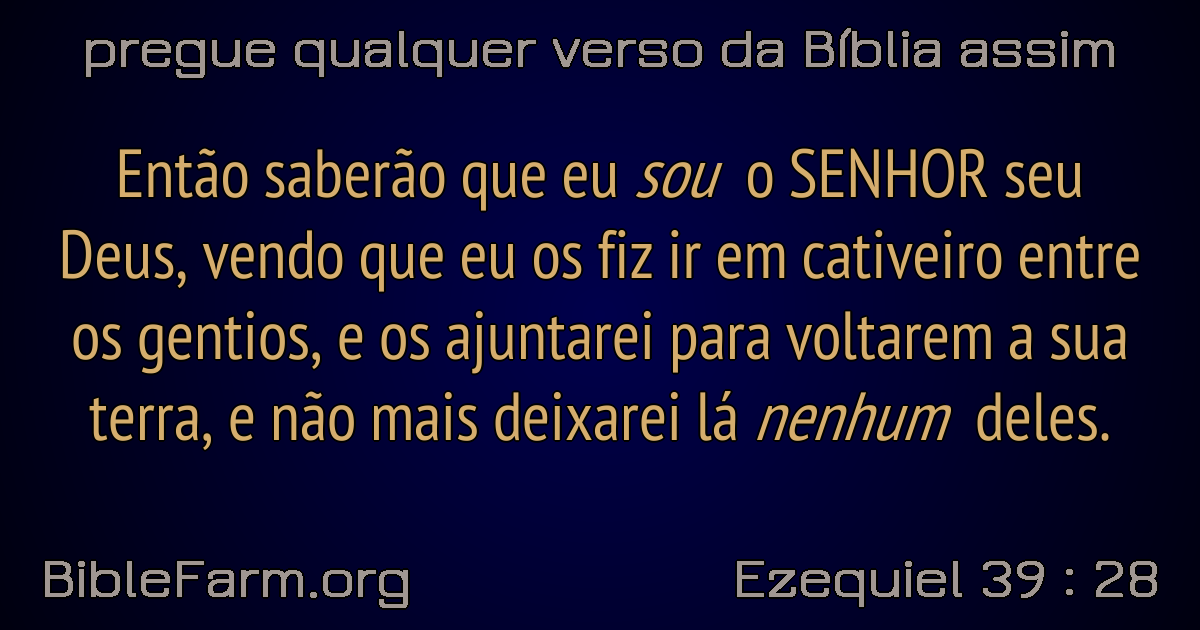 pregue qualquer verso da Bíblia assim
Então saberão que eu sou o SENHOR seu
Deus, vendo que eu os fiz ir em cativeiro entre
os gentios, e os ajuntarei para voltarem a sua
terra, e não mais deixarei lá nenhum deles.
BibleFarm.org
Ezequiel 39 : 28